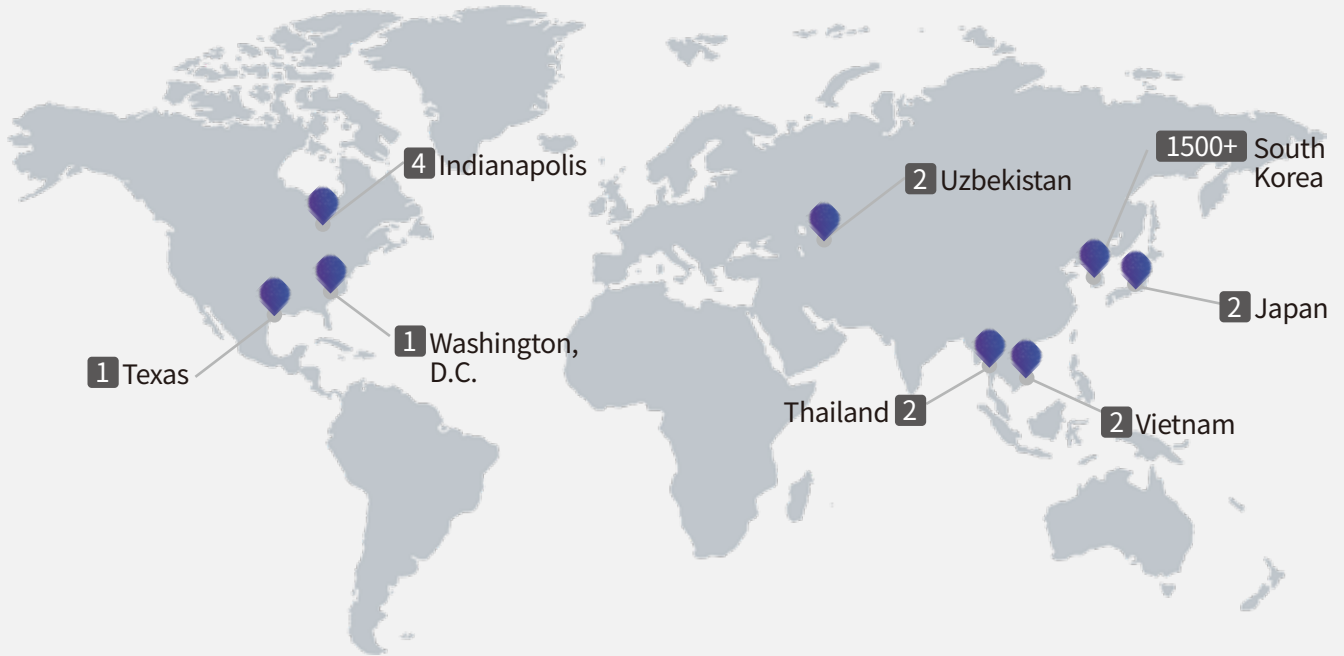 1500+ South
Korea
4 Indianapolis
2 Uzbekistan
2 Japan
1 Washington,
D.C.
1 Texas
Thailand 2
2 Vietnam